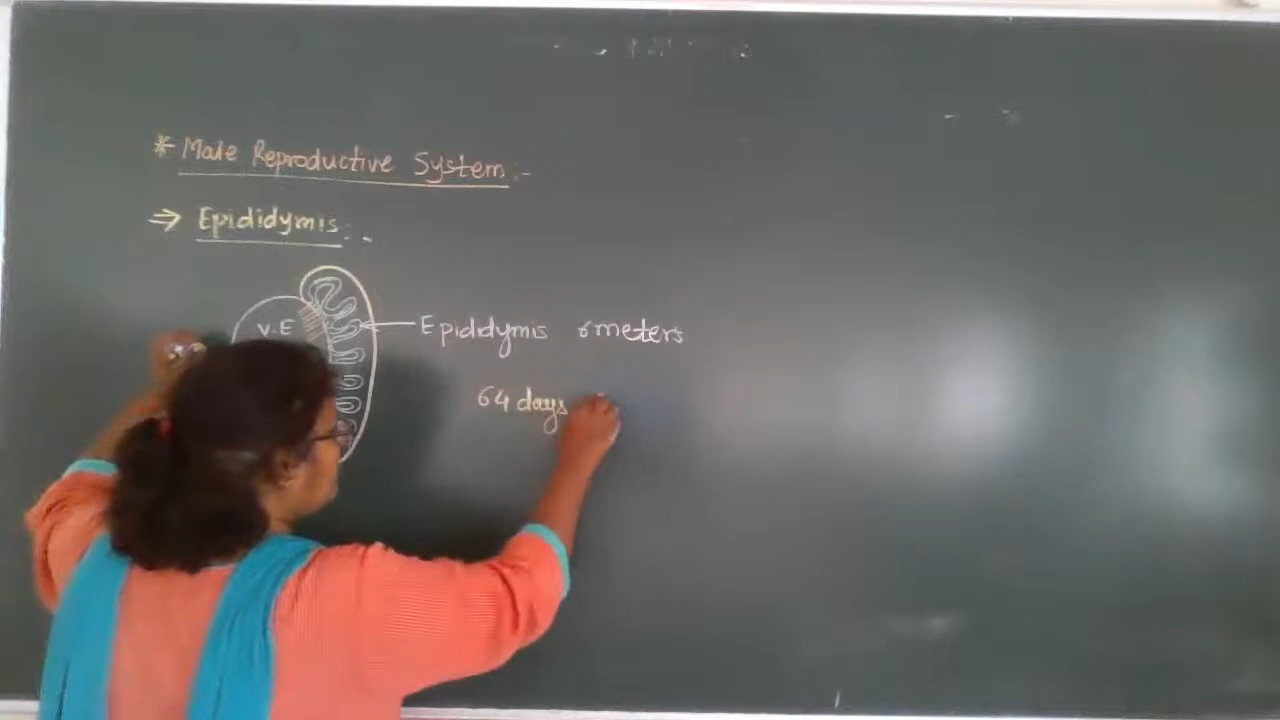 * Male Reproductive System:-
⇒ Epididymis:-
V.E
Epididymis 6meters
64 days